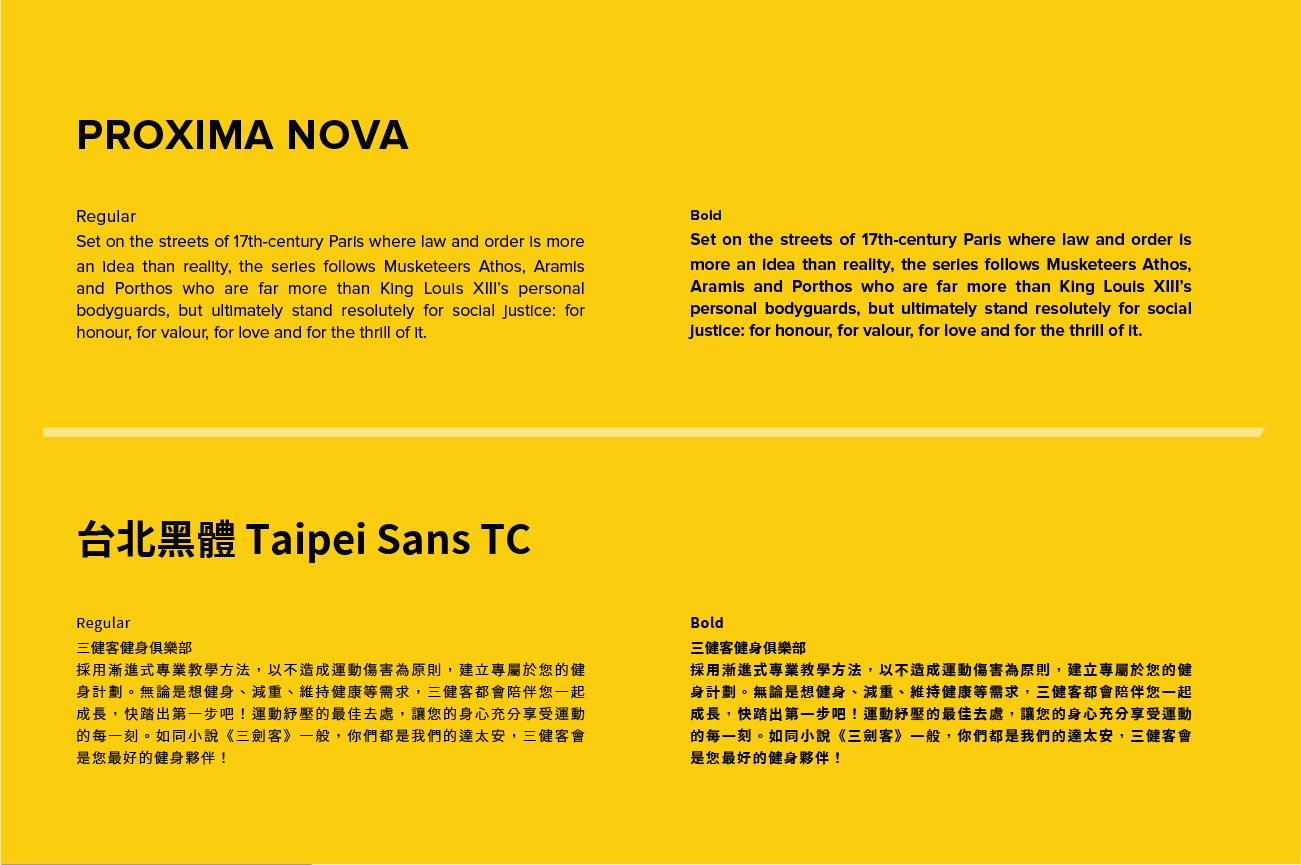 PROXIMA NOVA
Regular
Set on the streets of 17th-century Paris where law and order is more
an idea than reality, the series follows Musketeers Athos, Aramis
and Porthos who are far more than King Louis XIII’s personal
bodyguards, but ultimately stand resolutely for social justice: for
honour, for valour, for love and for the thrill of it.
Bold
Set on the streets of 17th-century Paris where law and order is
more an idea than reality, the series follows Musketeers Athos,
Aramis and Porthos who are far more than King Louis XIII’s
personal bodyguards, but ultimately stand resolutely for social
justice: for honour, for valour, for love and for the thrill of it.
台北黑體 Taipei Sans TC
Regular
三健客健身俱樂部
採用漸進式專業教學方法，以不造成運動傷害為原則，建立專屬於您的健
身計劃。無論是想健身、減重、維持健康等需求，三健客都會陪伴您一起
成長，快踏出第一步吧！運動紓壓的最佳去處，讓您的身心充分享受運動
的每一刻。如同小說《三劍客》一般，你們都是我們的達太安，三健客會
是您最好的健身夥伴！
Bold
三健客健身俱樂部
採用漸進式專業教學方法，以不造成運動傷害為原則，建立專屬於您的健
身計劃。無論是想健身、減重、維持健康等需求，三健客都會陪伴您一起
成長，快踏出第一步吧！運動紓壓的最佳去處，讓您的身心充分享受運動
的每一刻。如同小說《三劍客》一般，你們都是我們的達太安，三健客會
是您最好的健身夥伴！